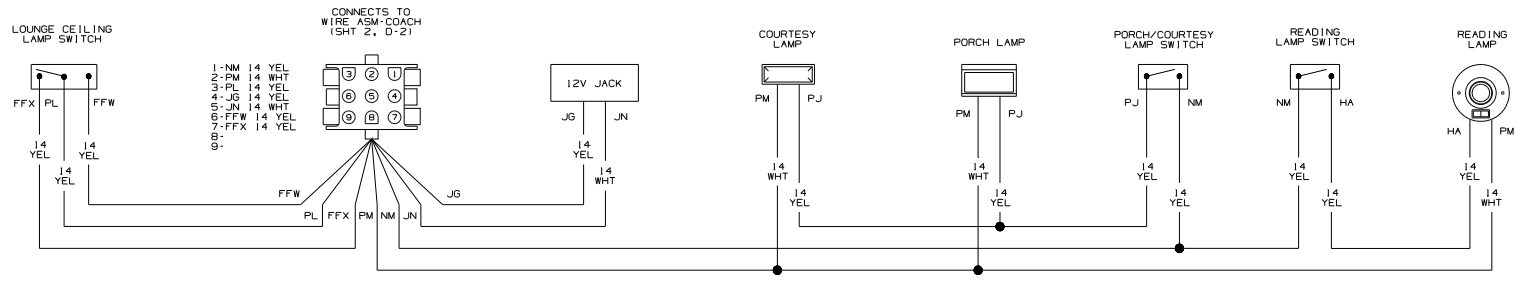 LOUNGE CEILING
LAMP SWITCH
FFX PL FFW
14
YEL
14
YEL
14
YEL
CONNECTS TO
WIRE ASM-COACH
(SHT 2, D-2)
1-NM 14 YEL
2-PM 14 WHT
3-PL 14 YEL
4-JG 14 YEL
5-JN 14 WHT
6-FFW 14 YEL
7-FFX 14 YEL
8-
9-
3 2 1
6 5 4
9 8 7
FFW
PL FFX PM NM JN
JG
12V JACK
JG JN
14
YEL
14
WHT
COURTESY
LAMP
PM PJ
14
WHT
14
YEL
PORCH LAMP
PM PJ
14
WHT
14
YEL
PORCH/COURTESY
LAMP SWITCH
PJ NM
14
YEL
14
YEL
READING
LAMP SWITCH
NM HA
14
YEL
14
YEL
READING
LAMP
HA PM
14
YEL
14
WHT